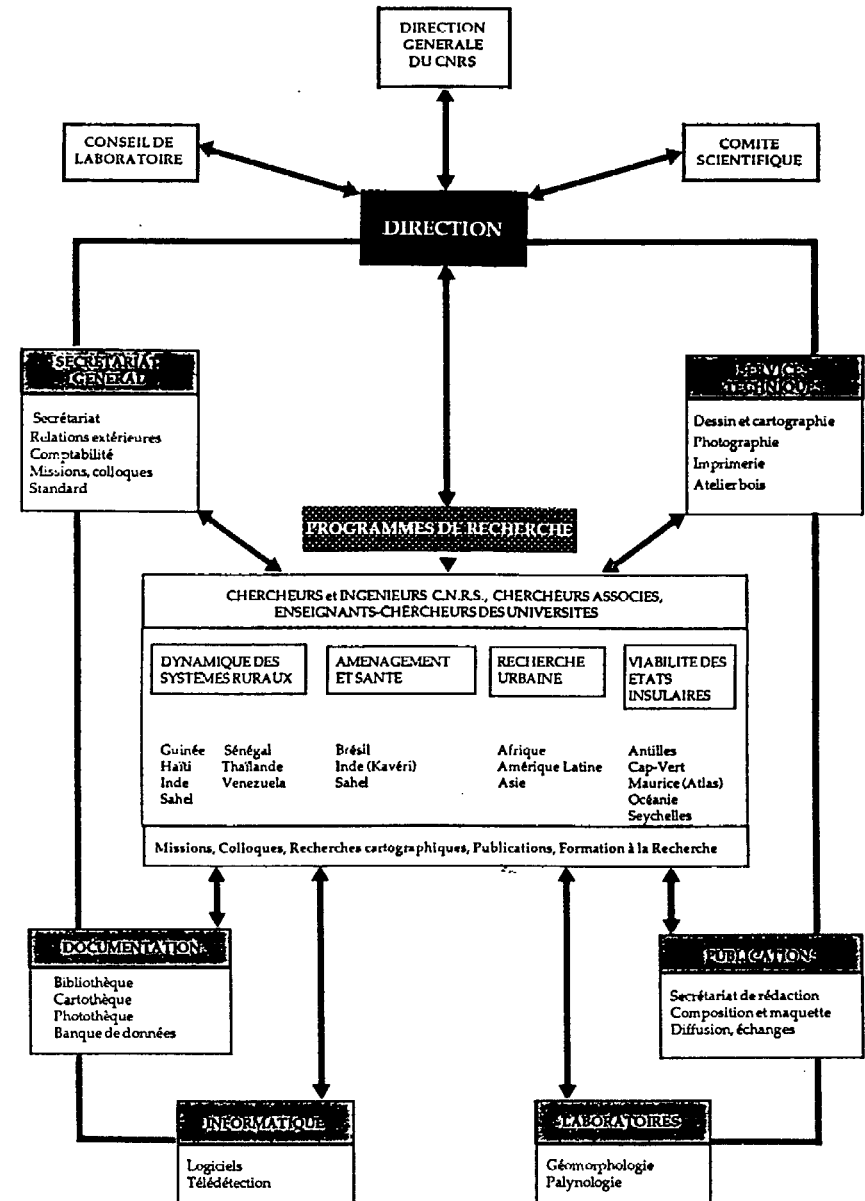 DIRECTION
GENERALE
DU CNRS
CONSEIL DE
LABORATOIRE
COMITE
SCIENTIFIQUE
DIRECTION
SECRETARIAT
GENERAL
Secrétariat
Relations extérieures
Comptabilité
Missions, colloques
Standard
SERVICES
TECHNIQUES
Dessin et cartographie
Photographie
Imprimerie
Atelier bois
PROGRAMMES DE RECHERCHE
CHERCHEURS et INGENIEURS C.N.R.S., CHERCHEURS ASSOCIES,
ENSEIGNANTS-CHERCHEURS DES UNIVERSITES
DYNAMIQUE DES
SYSTEMES RURAUX
Guinée Sénégal
Haïti Thaïlande
Inde Venezuela
Sahel
AMENAGEMENT
ET SANTE
Brésil
Inde (Kavéri)
Sahel
RECHERCHE
URBAINE
Afrique
Amérique Latine
Asie
VIABILITE DES
ETATS
INSULAIRES
Antilles
Cap-Vert
Maurice (Atlas)
Océanie
Seychelles
Missions, Colloques, Recherches cartographiques, Publications, Formation à la Recherche
DOCUMENTATION
Bibliothèque
Cartothèque
Photothèque
Banque de données
PUBLICATIONS
Secrétariat de rédaction
Composition et maquette
Diffusion, échanges
INFORMATIQUE
Logiciels
Télédétection
LABORATOIRES
Géomorphologie
Palynologie